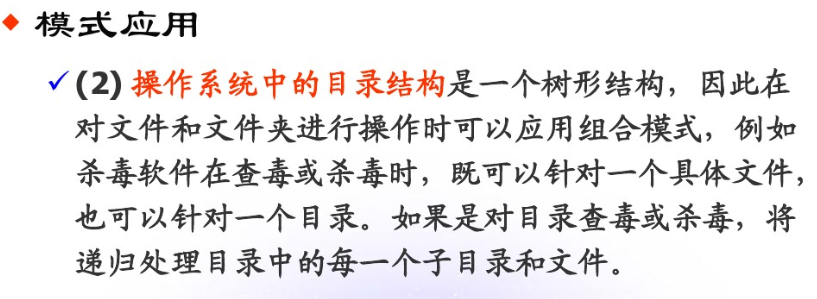 模式应用
(2) 操作系统中的目录结构是一个树形结构，因此在
对文件和文件夹进行操作时可以应用组合模式，例如
杀毒软件在查毒或杀毒时，既可以针对一个具体文件，
也可以针对一个目录。如果是对目录查毒或杀毒，将
递归处理目录中的每一个子目录和文件。